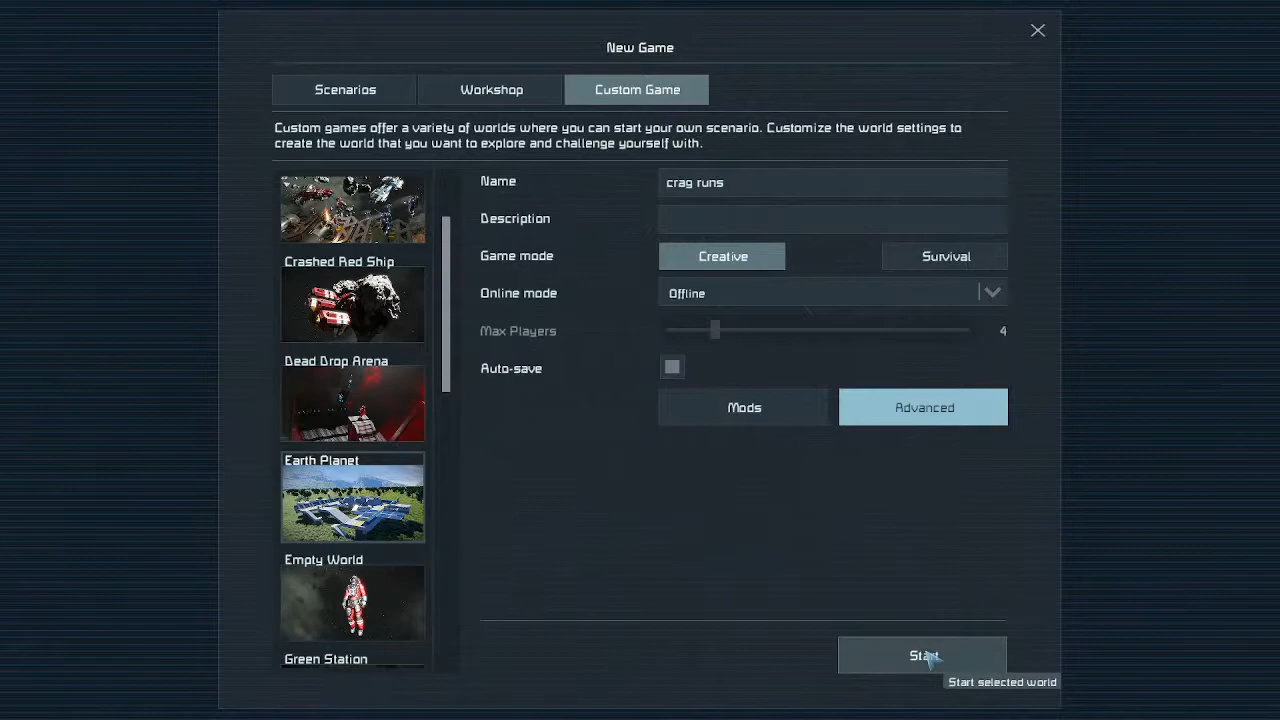 New Game
Scenarios
Workshop
Custom Game
Custom games offer a variety of worlds where you can start your own scenario. Customize the world settings to
create the world that you want to explore and challenge yourself with.
Crashed Red Ship
Dead Drop Arena
Earth Planet
Empty World
Green Station
Name
crag runs
Description
Game mode
Creative
Survival
Online mode
Offline
Max Players
4
Auto-save
Mods
Advanced
Start
Start selected world